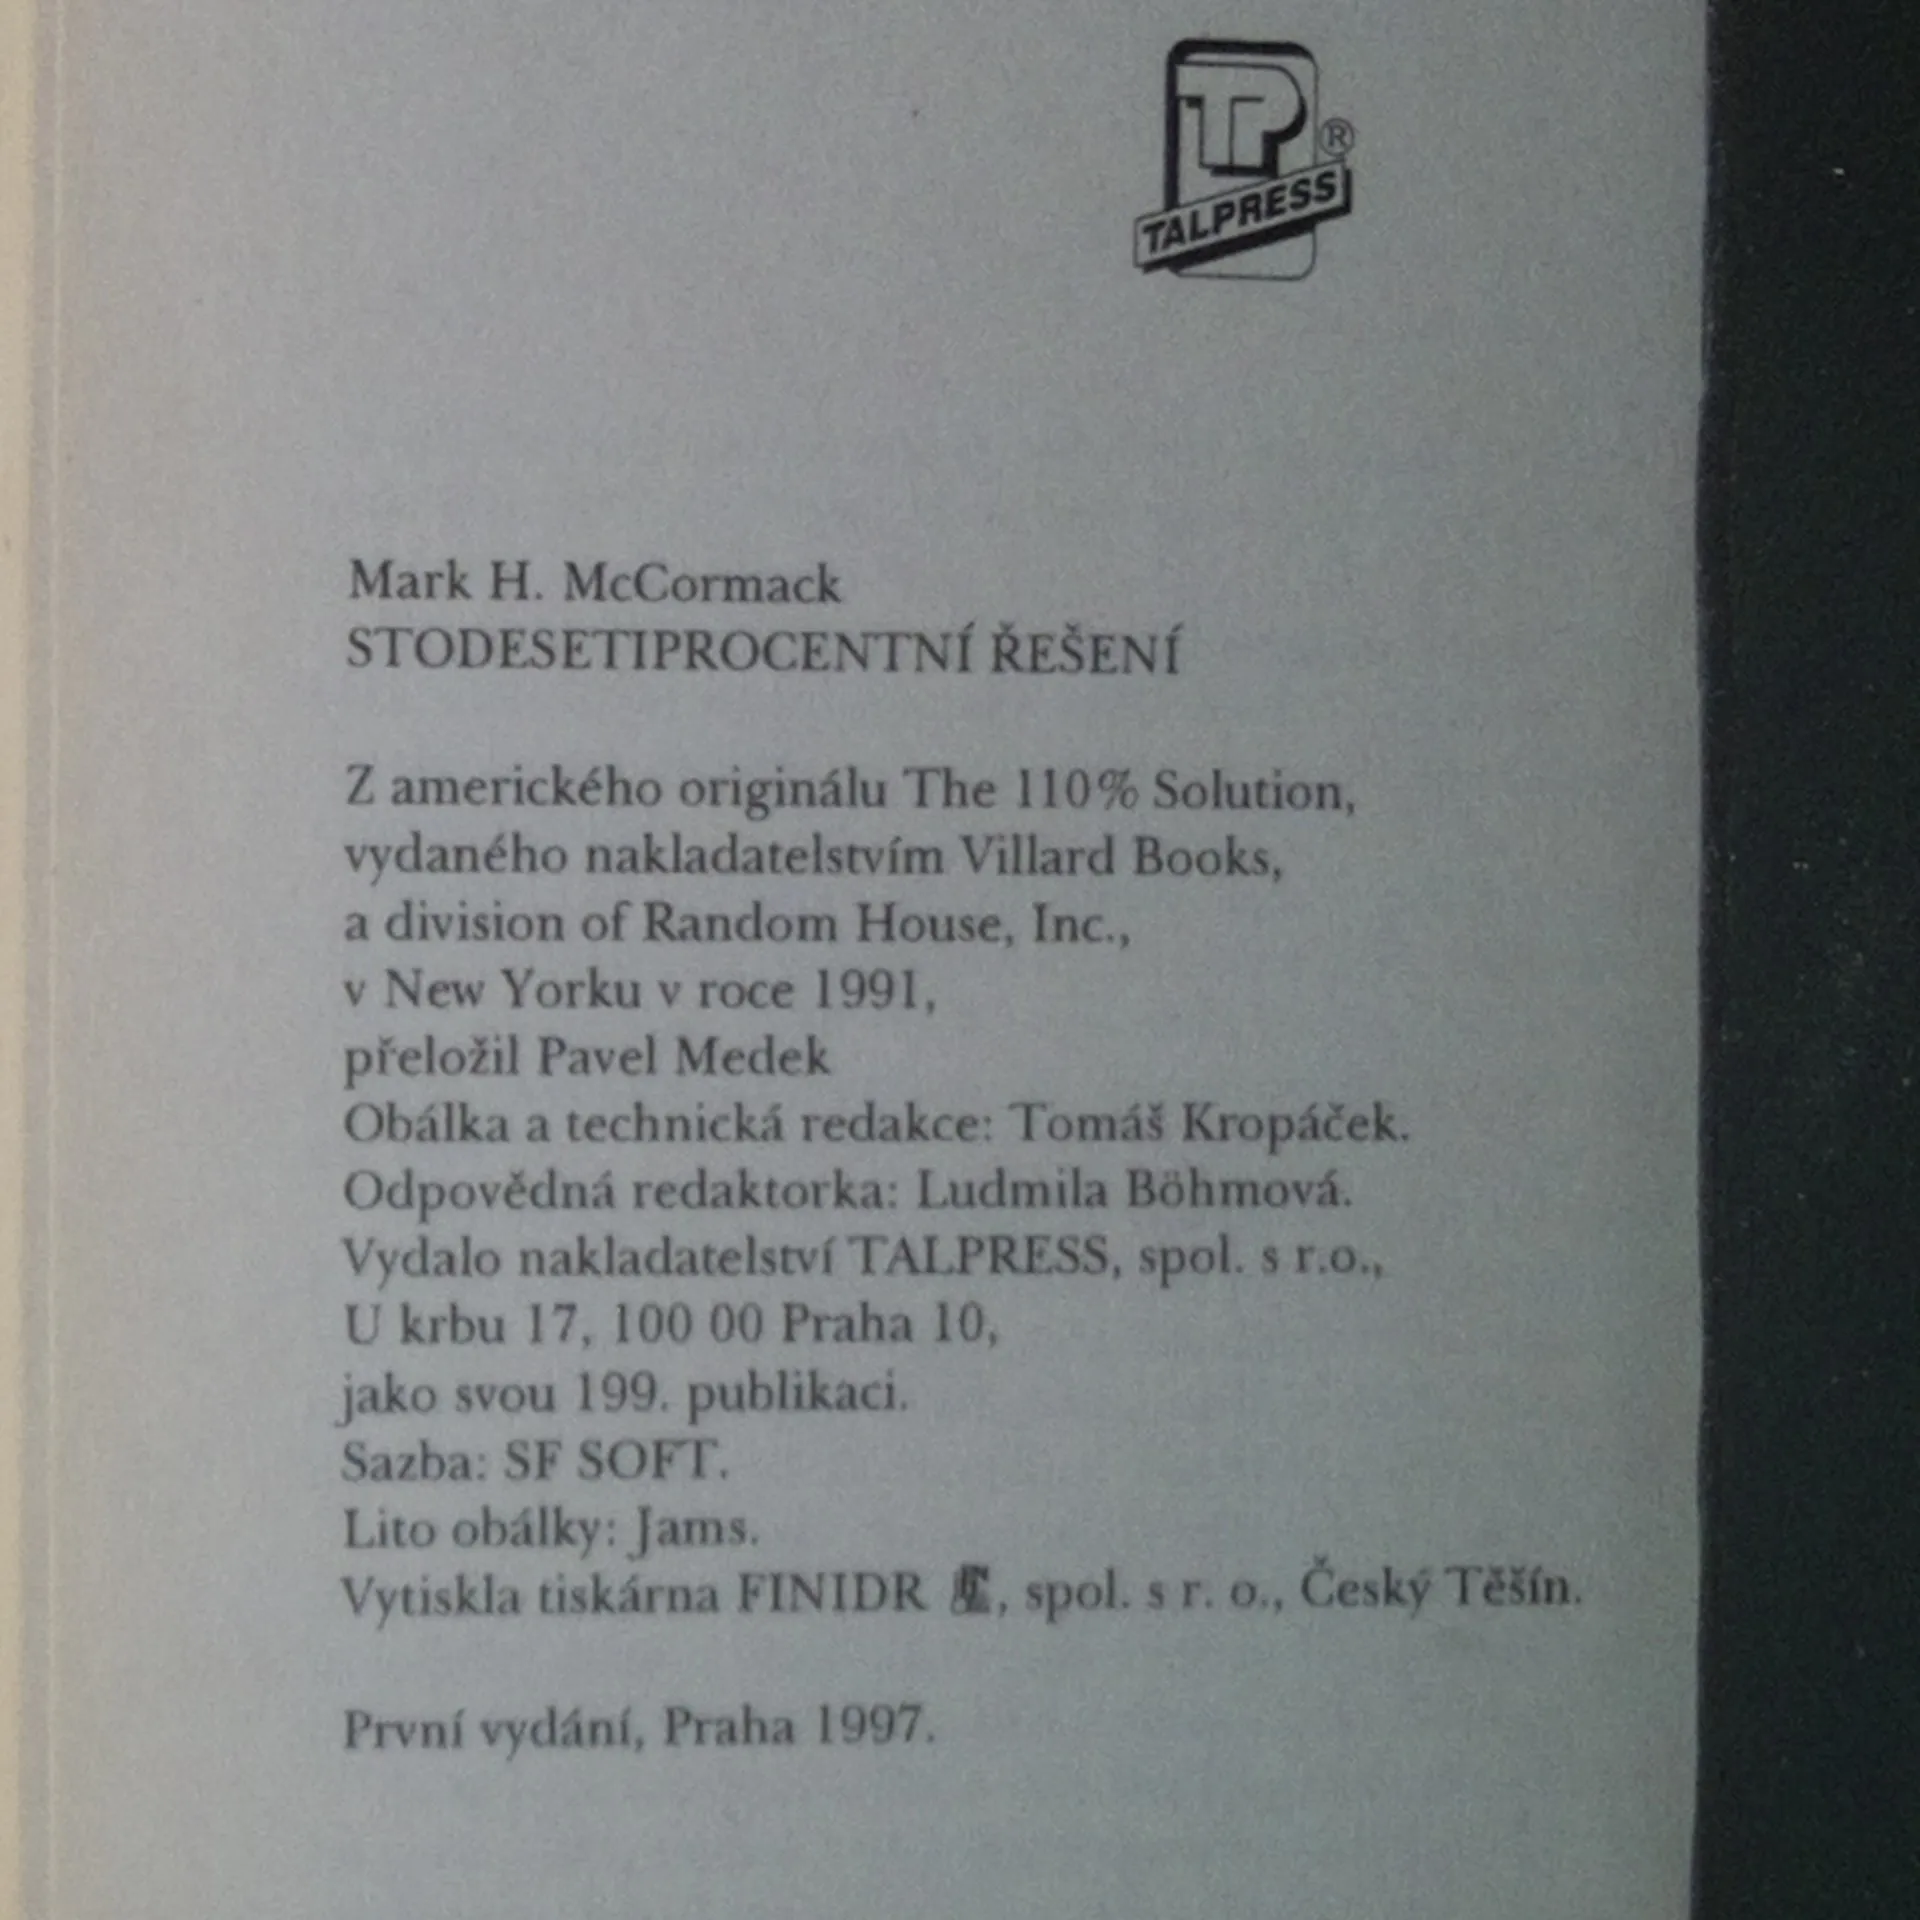 TP
®
TALPRESS
Mark H. McCormack
STODESETIPROCENTNÍ ŘEŠENÍ
Z amerického originálu The 110% Solution,
vydaného nakladatelstvím Villard Books,
a division of Random House, Inc.,
v New Yorku v roce 1991,
přeložil Pavel Medek
Obálka a technická redakce: Tomáš Kropáček.
Odpovědná redaktorka: Ludmila Böhmová.
Vydalo nakladatelství TALPRESS, spol. s r.o.,
U krbu 17, 100 00 Praha 10,
jako svou 199. publikaci.
Sazba: SF SOFT.
Lito obálky: Jams.
Vytiskla tiskárna FINIDR , spol. s r. o., Český Těšín.
První vydání, Praha 1997.